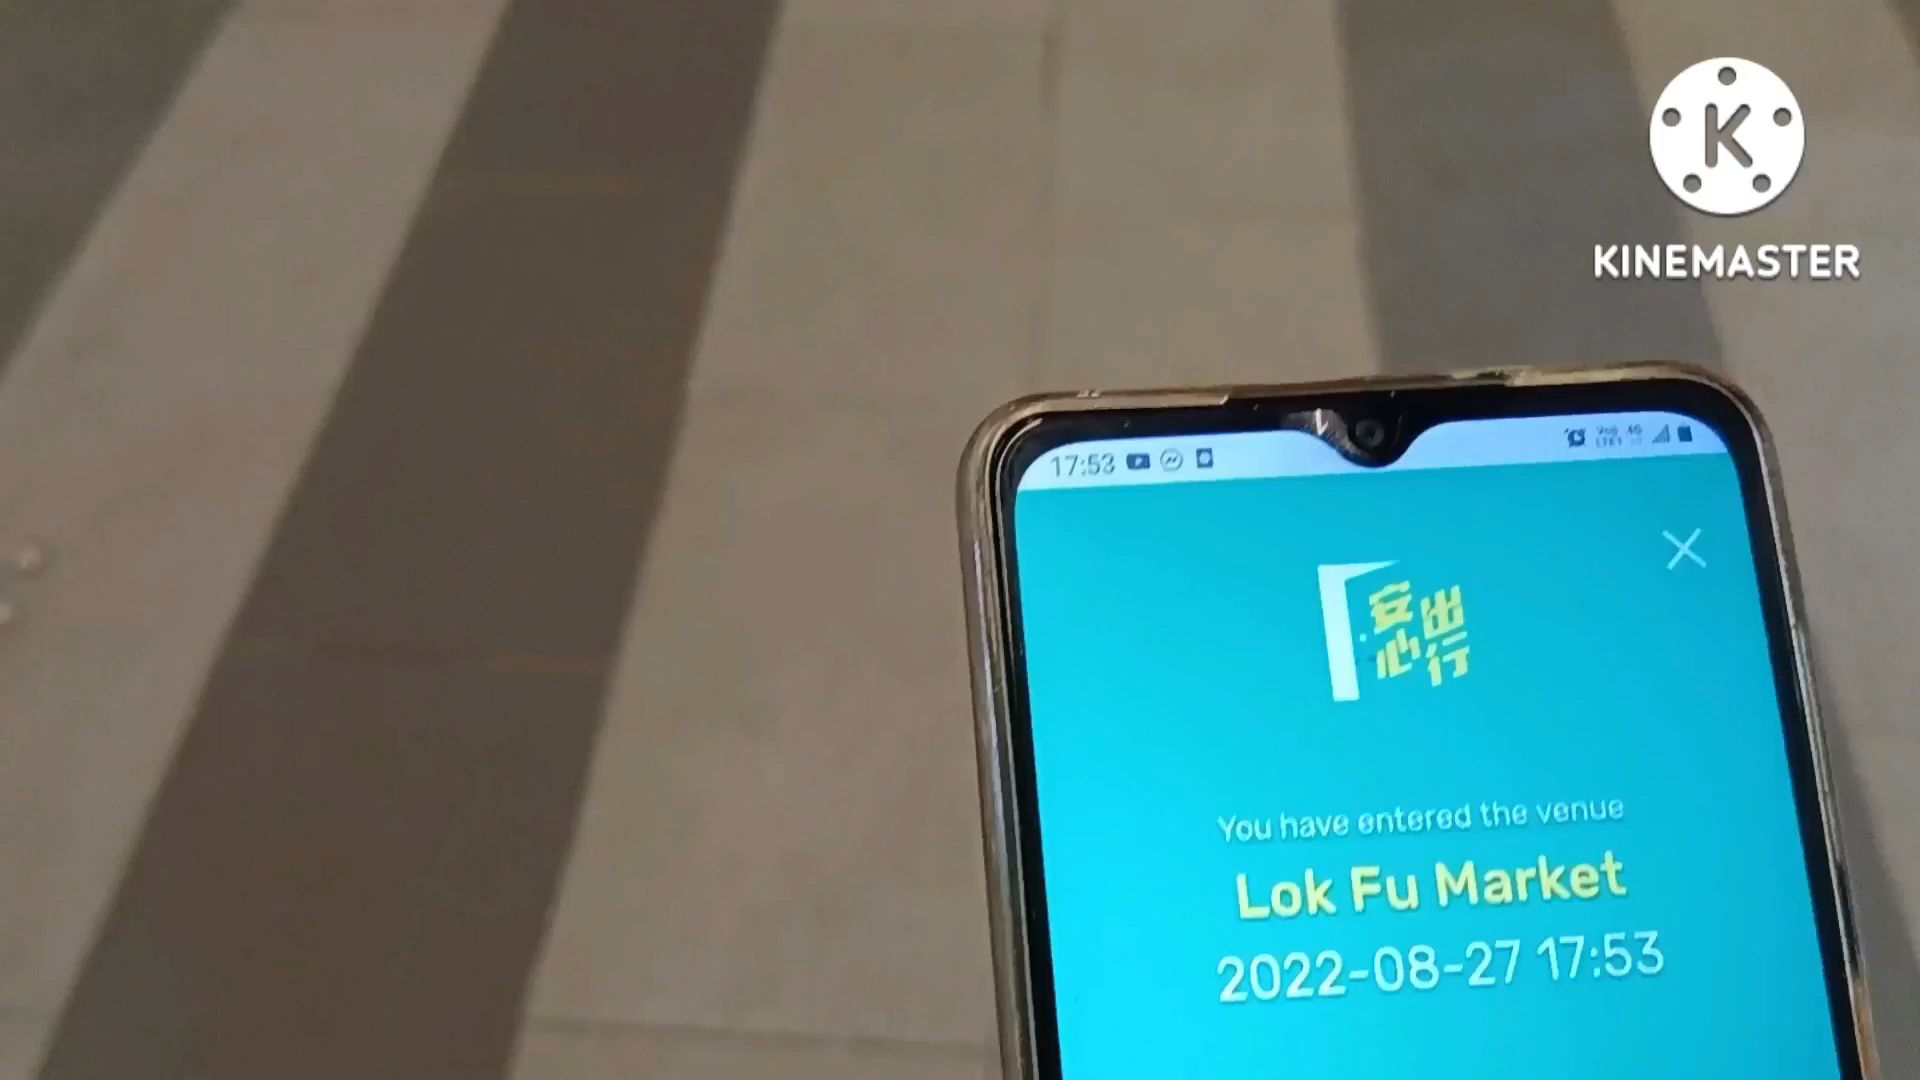 K
KINEMASTER
17:53
安出
心行
You have entered the venue
Lok Fu Market
2022-08-27 17:53